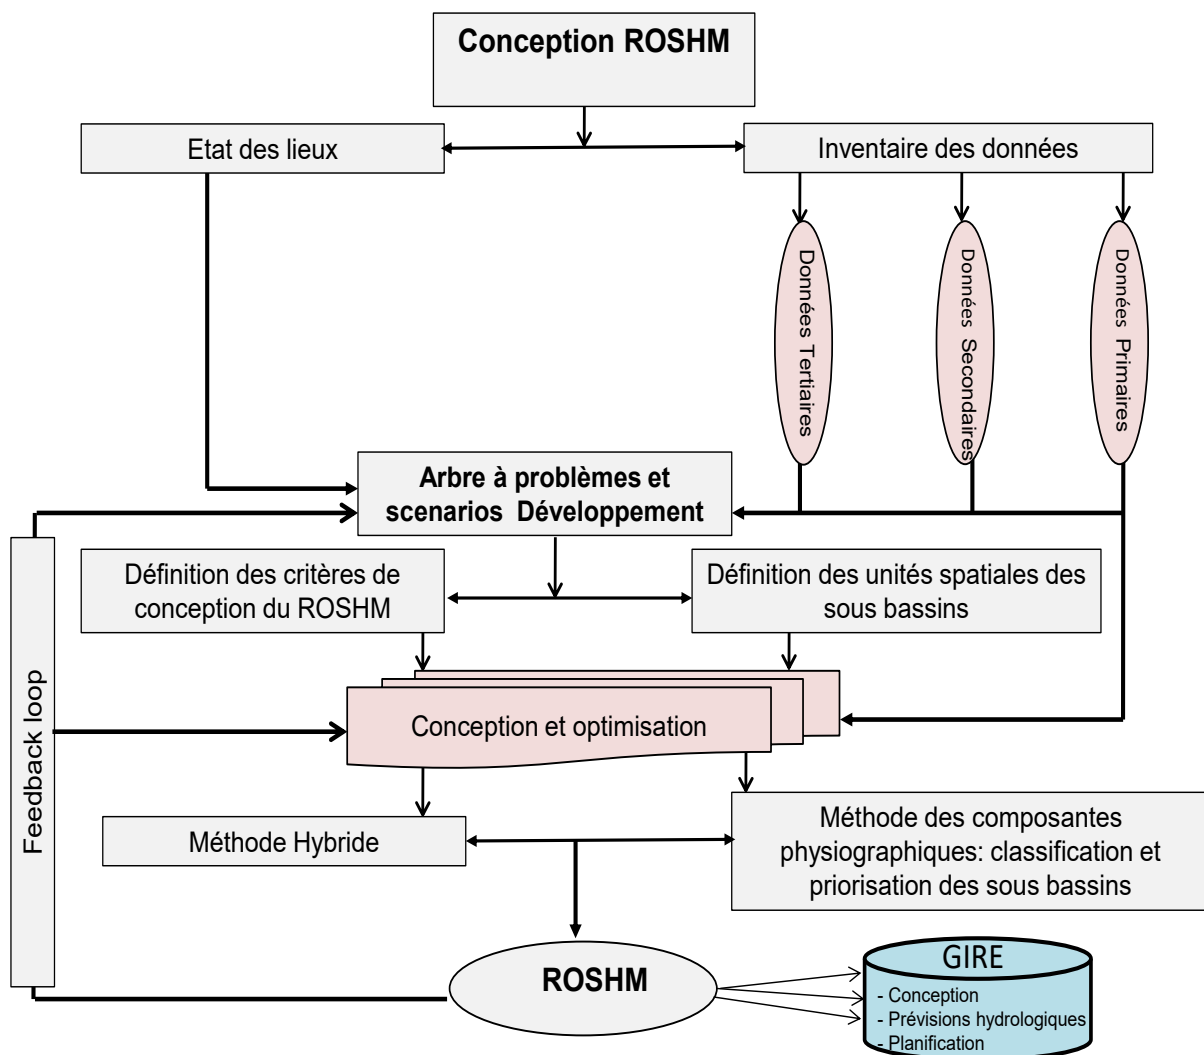 Conception ROSHM
Etat des lieux
Inventaire des données
Données Tertiaires
Données Secondaires
Données Primaires
Arbre à problèmes et
scenarios Développement
Définition des critères de
conception du ROSHM
Définition des unités spatiales des
sous bassins
Conception et optimisation
Feedback loop
Méthode Hybride
Méthode des composantes
physiographiques: classification et
priorisation des sous bassins
ROSHM
GIRE
- Conception
- Prévisions hydrologiques
- Planification